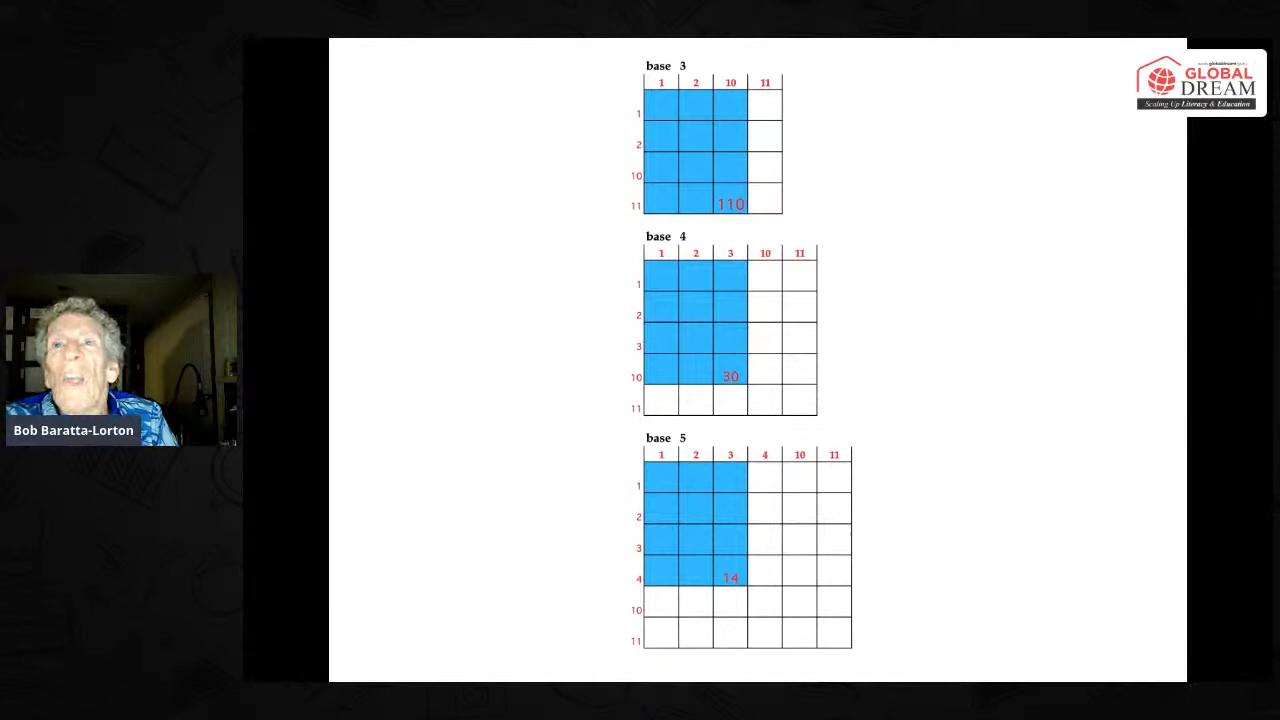 base 3
1 2 10 11
1
2
10
11 110
base 4
1 2 3 10 11
1
2
3
10 30
11
base 5
1 2 3 4 10 11
1
2
3
4 14
10
11
GLOBAL
DREAM
Scaling Up Literacy & Education
Bob Baratta-Lorton